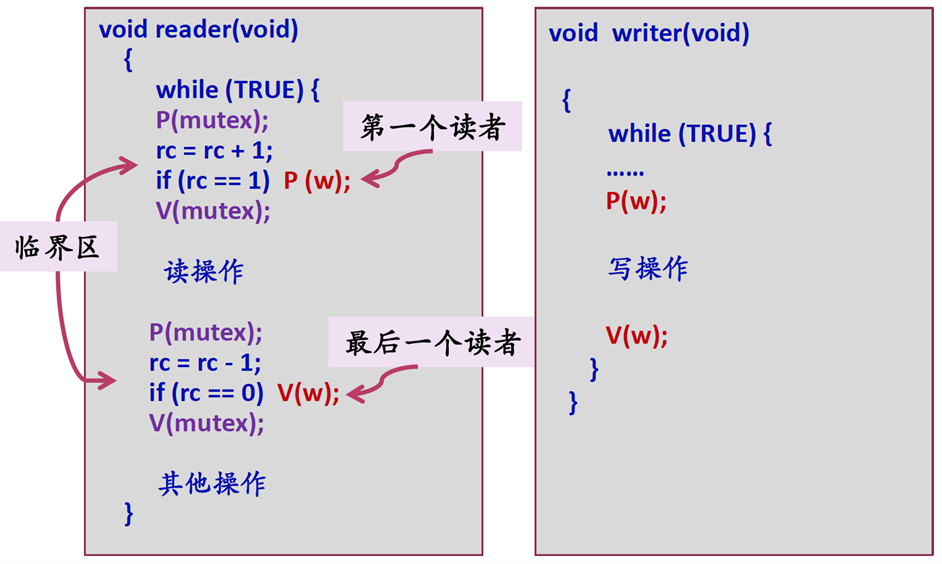 void reader(void)
{
while (TRUE) {
P(mutex);
rc = rc + 1;
if (rc == 1) P (w);
V(mutex);
读操作
P(mutex);
rc = rc - 1;
if (rc == 0) V(w);
V(mutex);
其他操作
}
临界区
第一个读者
最后一个读者
void writer(void)
{
while (TRUE) {
……
P(w);
写操作
V(w);
}
}